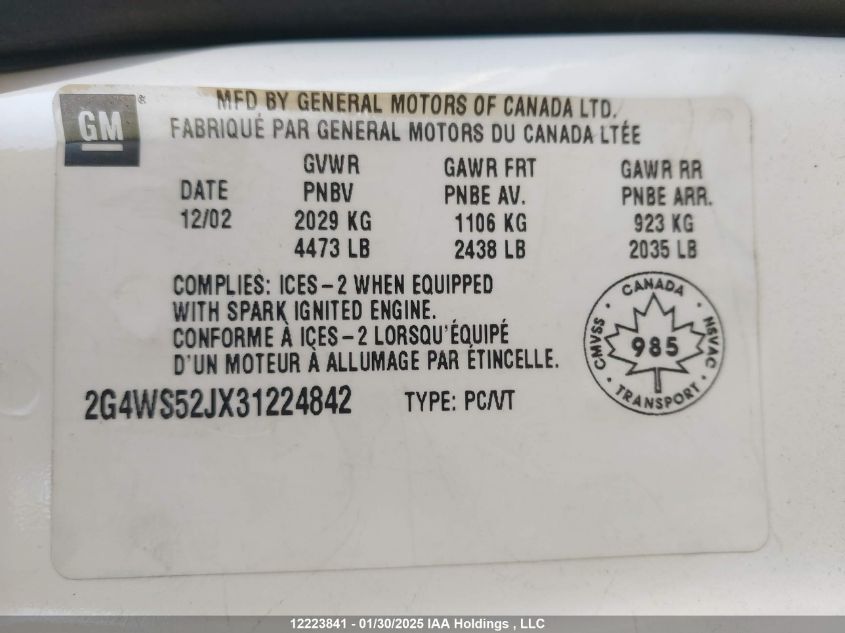 GM®
MFD BY GENERAL MOTORS OF CANADA LTD.
FABRIQUÉ PAR GENERAL MOTORS DU CANADA LTÉE
GVWR GAWR FRT GAWR RR
DATE PNBV PNBE AV. PNBE ARR.
12/02 2029 KG 1106 KG 923 KG
4473 LB 2438 LB 2035 LB
COMPLIES: ICES-2 WHEN EQUIPPED
WITH SPARK IGNITED ENGINE.
CONFORME À ICES-2 LORSQU'ÉQUIPÉ
D'UN MOTEUR À ALLUMAGE PAR ÉTINCELLE.
CANADA
CMVSS 985 NSVAC
TRANSPORT
2G4WS52JX31224842 TYPE: PC/VT
12223841 - 01/30/2025 IAA Holdings , LLC